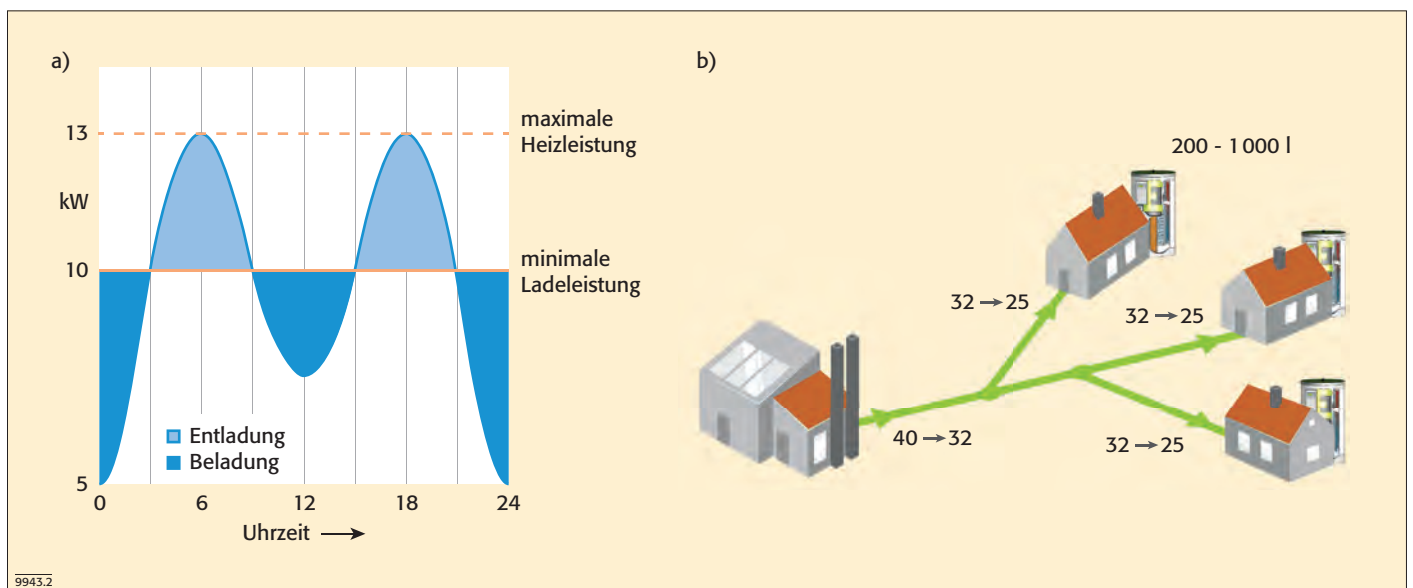 a)
13
kW
10
5
0 6 12 18 24
Uhrzeit →
Entladung
Beladung
maximale
Heizleistung
minimale
Ladeleistung
b)
200 - 1 000 l
32 → 25
32 → 25
40 → 32
32 → 25
9943.2